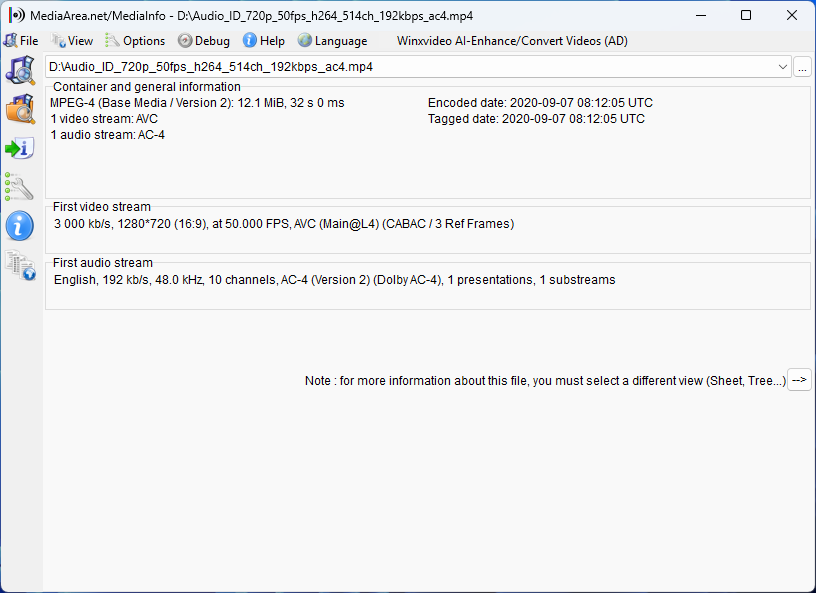 MediaArea.net/MediaInfo - D:\Audio_ID_720p_50fps_h264_514ch_192kbps_ac4.mp4
File View Options Debug Help Language Winxvideo AI-Enhance/Convert Videos (AD)
D:\Audio_ID_720p_50fps_h264_514ch_192kbps_ac4.mp4 ...
Container and general information
MPEG-4 (Base Media / Version 2): 12.1 MiB, 32 s 0 ms Encoded date: 2020-09-07 08:12:05 UTC
1 video stream: AVC Tagged date: 2020-09-07 08:12:05 UTC
1 audio stream: AC-4
First video stream
3 000 kb/s, 1280*720 (16:9), at 50.000 FPS, AVC (Main@L4) (CABAC / 3 Ref Frames)
First audio stream
English, 192 kb/s, 48.0 kHz, 10 channels, AC-4 (Version 2) (Dolby AC-4), 1 presentations, 1 substreams
Note : for more information about this file, you must select a different view (Sheet, Tree...) -->